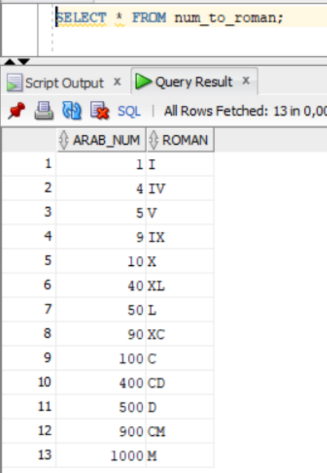 SELECT * FROM num_to_roman;
Script Output x Query Result x
SQL | All Rows Fetched: 13 in 0,00
ARAB_NUM ROMAN
1 1 I
2 4 IV
3 5 V
4 9 IX
5 10 X
6 40 XL
7 50 L
8 90 XC
9 100 C
10 400 CD
11 500 D
12 900 CM
13 1000 M